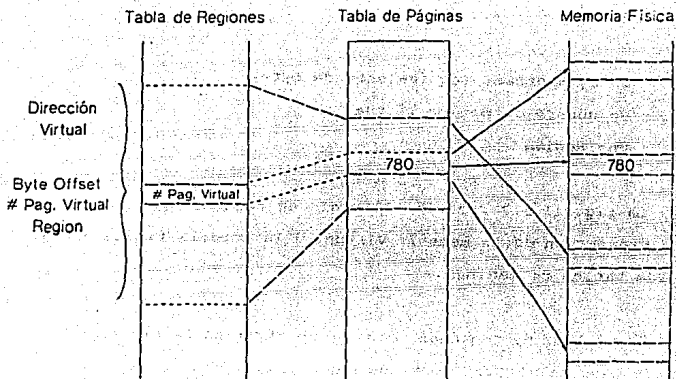 Tabla de Regiones
Tabla de Páginas
Memoria Física
Dirección
Virtual
Byte Offset
# Pag. Virtual
Region
# Pag. Virtual
780
780